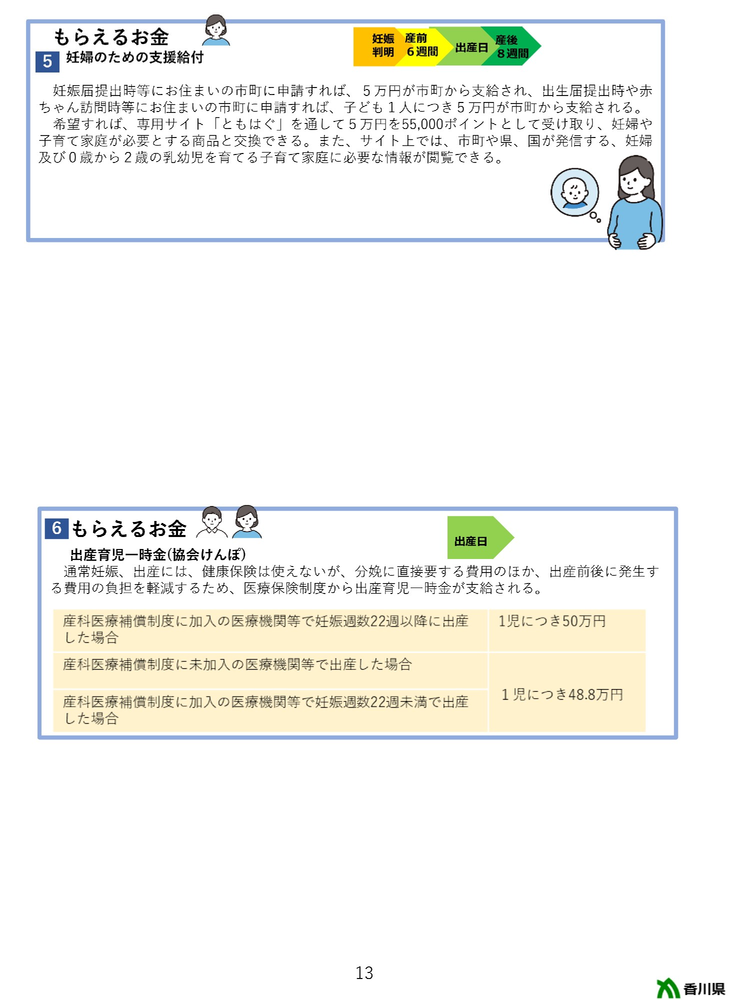 もらえるお金
5 妊婦のための支援給付
妊娠判明
産前６週間
出産日
産後８週間
妊娠届提出時等にお住まいの市町に申請すれば、５万円が市町から支給され、出生届提出時や赤
ちゃん訪問時等にお住まいの市町に申請すれば、子ども１人につき５万円が市町から支給される。
希望すれば、専用サイト「ともはぐ」を通して５万円を55,000ポイントとして受け取り、妊婦や
子育て家庭が必要とする商品と交換できる。また、サイト上では、市町や県、国が発信する、妊婦
及び０歳から２歳の乳幼児を育てる子育て家庭に必要な情報が閲覧できる。
6 もらえるお金
出産日
出産育児一時金(協会けんぽ)
通常妊娠、出産には、健康保険は使えないが、分娩に直接要する費用のほか、出産前後に発生す
る費用の負担を軽減するため、医療保険制度から出産育児一時金が支給される。
産科医療補償制度に加入の医療機関等で妊娠週数22週以降に出産
した場合
1児につき50万円
産科医療補償制度に未加入の医療機関等で出産した場合
１児につき48.8万円
産科医療補償制度に加入の医療機関等で妊娠週数22週未満で出産
した場合
13
香川県